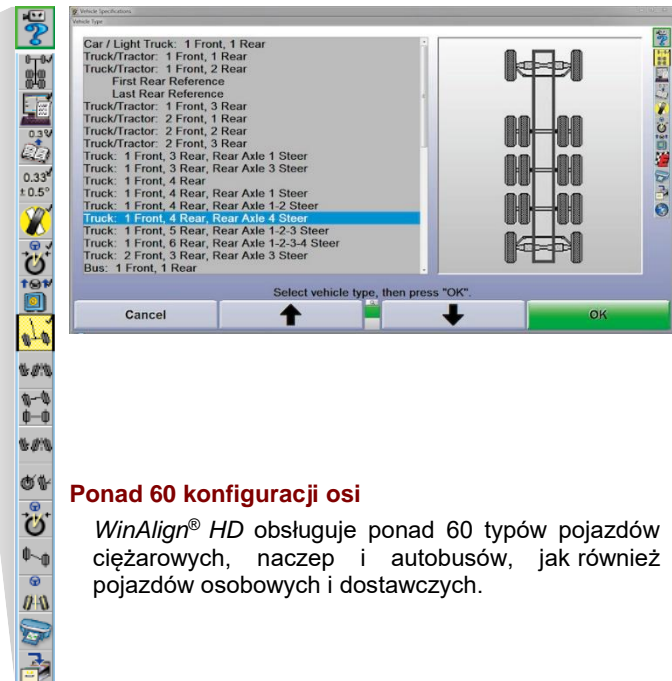 Vehicle Specifications
Vehicle Type
Car / Light Truck: 1 Front, 1 Rear
Truck/Tractor: 1 Front, 1 Rear
Truck/Tractor: 1 Front, 2 Rear
First Rear Reference
Last Rear Reference
Truck/Tractor: 1 Front, 3 Rear
Truck/Tractor: 2 Front, 1 Rear
Truck/Tractor: 2 Front, 2 Rear
Truck/Tractor: 2 Front, 3 Rear
Truck: 1 Front, 3 Rear, Rear Axle 1 Steer
Truck: 1 Front, 3 Rear, Rear Axle 3 Steer
Truck: 1 Front, 4 Rear
Truck: 1 Front, 4 Rear, Rear Axle 1 Steer
Truck: 1 Front, 4 Rear, Rear Axle 1-2 Steer
Truck: 1 Front, 4 Rear, Rear Axle 4 Steer
Truck: 1 Front, 5 Rear, Rear Axle 1-2-3 Steer
Truck: 1 Front, 6 Rear, Rear Axle 1-2-3-4 Steer
Truck: 2 Front, 3 Rear, Rear Axle 3 Steer
Bus: 1 Front, 1 Rear
Select vehicle type, then press "OK".
Cancel
OK
0.3
0.33
± 0.5°
Ponad 60 konfiguracji osi
WinAlign® HD obsługuje ponad 60 typów pojazdów
ciężarowych, naczep i autobusów, jak również
pojazdów osobowych i dostawczych.